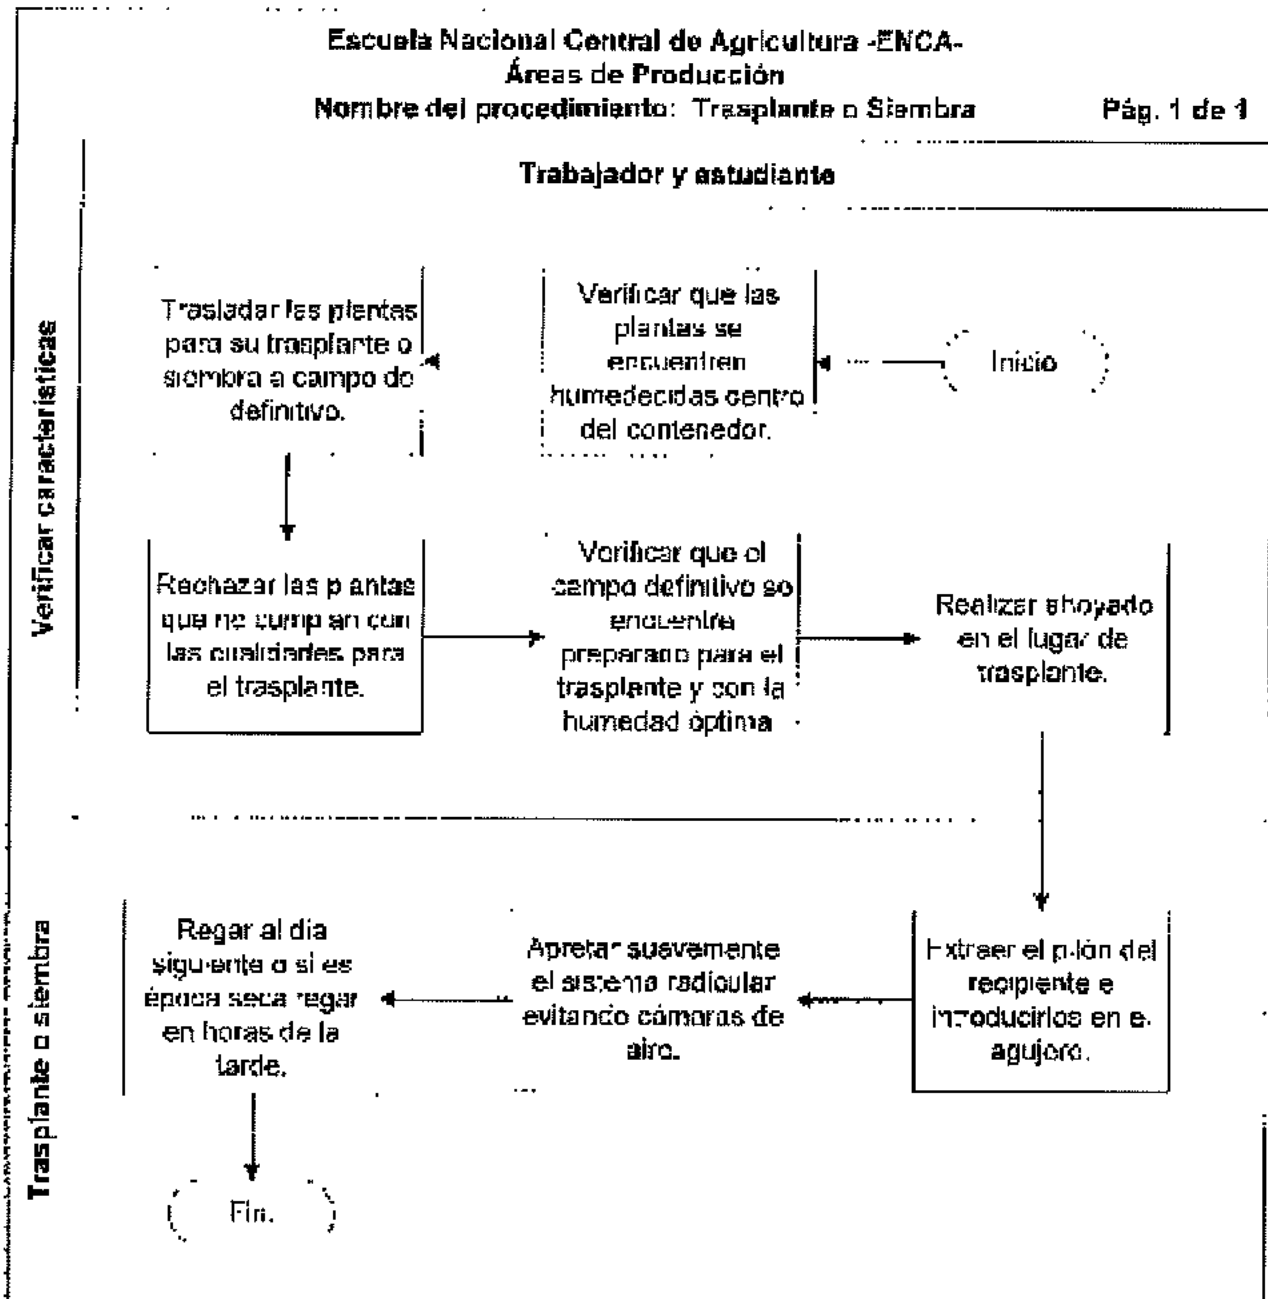 Escuela Nacional Central de Agricultura -ENCA-
Áreas de Producción
Nombre del procedimiento: Trasplante o Siembra Pág. 1 de 1
Trabajador y estudiante
Verificar características
Inicio
Verificar que las
plantas se
encuentren
humedecidas dentro
del contenedor.
Trasladar las plantas
para su trasplante o
siembra a campo de
definitivo.
Rechazar las plantas
que no cumplan con
las cualidades para
el trasplante.
Verificar que el
campo definitivo se
encuentre
preparado para el
trasplante y con la
humedad óptima
Realizar ahoyado
en el lugar de
trasplante.
Trasplante o siembra
Extraer el pilón del
recipiente e
introducirlos en el
agujero.
Apretar suavemente
el sistema radicular
evitando cámaras de
aire.
Regar al día
siguiente o si es
época seca regar
en horas de la
tarde.
Fin.